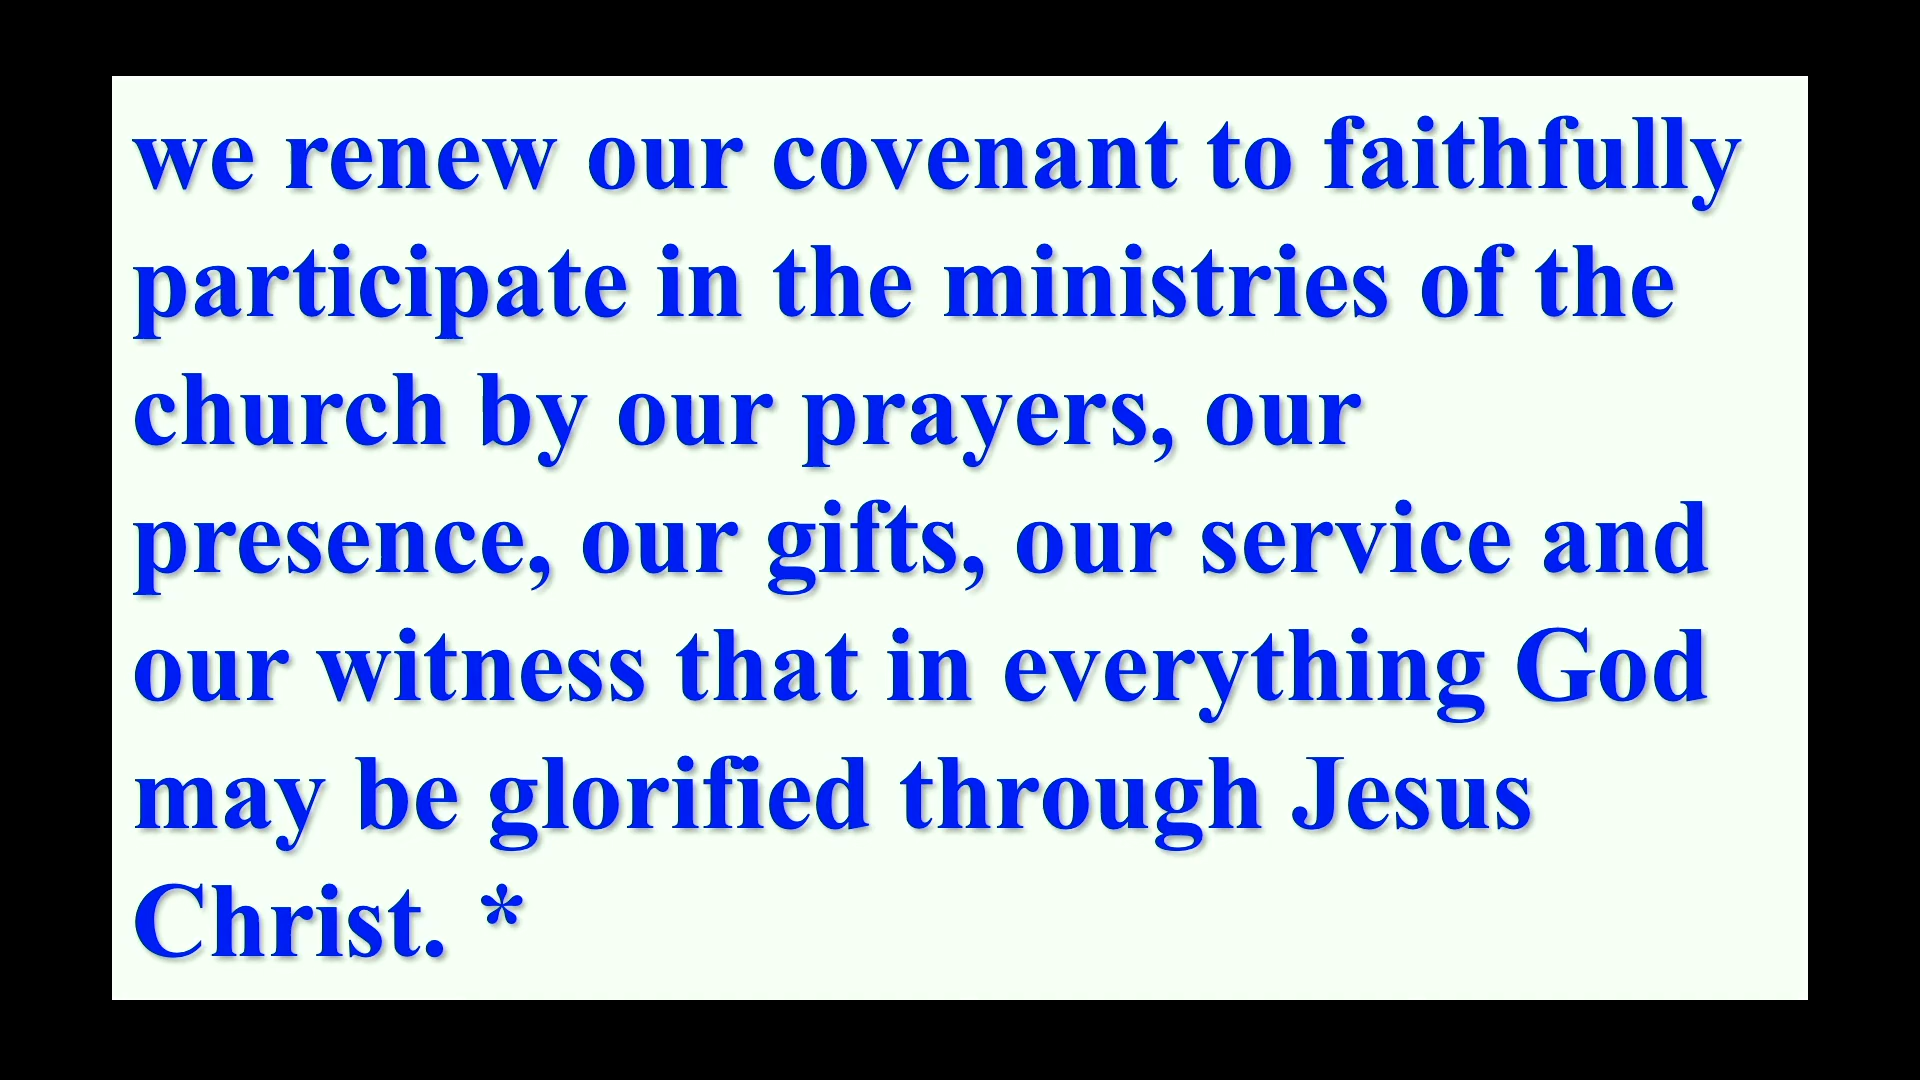 we renew our covenant to faithfully
participate in the ministries of the
church by our prayers, our
presence, our gifts, our service and
our witness that in everything God
may be glorified through Jesus
Christ. *